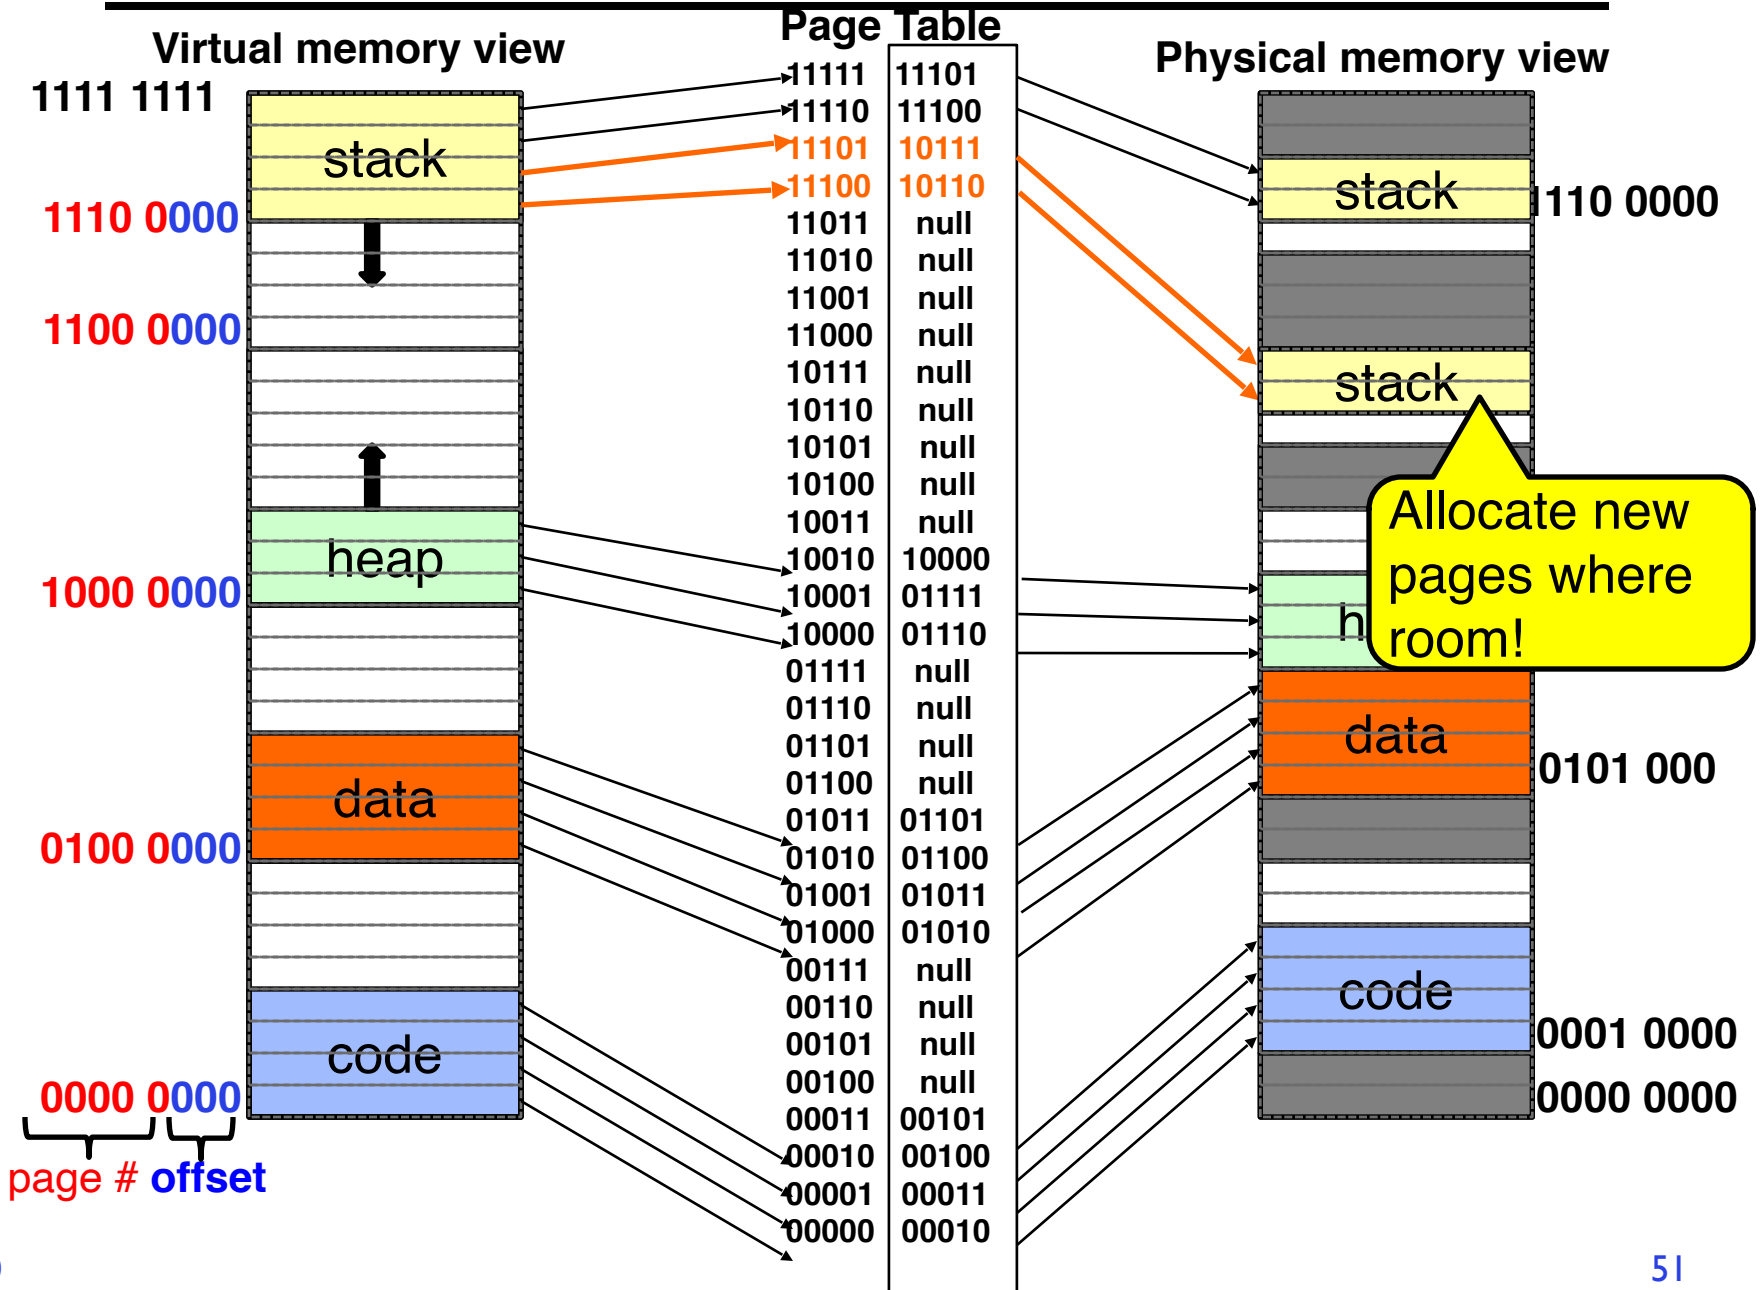 Page Table
Virtual memory view
Physical memory view
1111 1111
stack
1110 0000
1100 0000
heap
1000 0000
data
0100 0000
code
0000 0000
page # offset
11111 11101
11110 11100
11101 10111
11100 10110
11011 null
11010 null
11001 null
11000 null
10111 null
10110 null
10101 null
10100 null
10011 null
10010 10000
10001 01111
10000 01110
01111 null
01110 null
01101 null
01100 null
01011 01101
01010 01100
01001 01011
01000 01010
00111 null
00110 null
00101 null
00100 null
00011 00101
00010 00100
00001 00011
00000 00010
stack
110 0000
stack
Allocate new
pages where
room!
h
data
0101 000
code
0001 0000
0000 0000
51